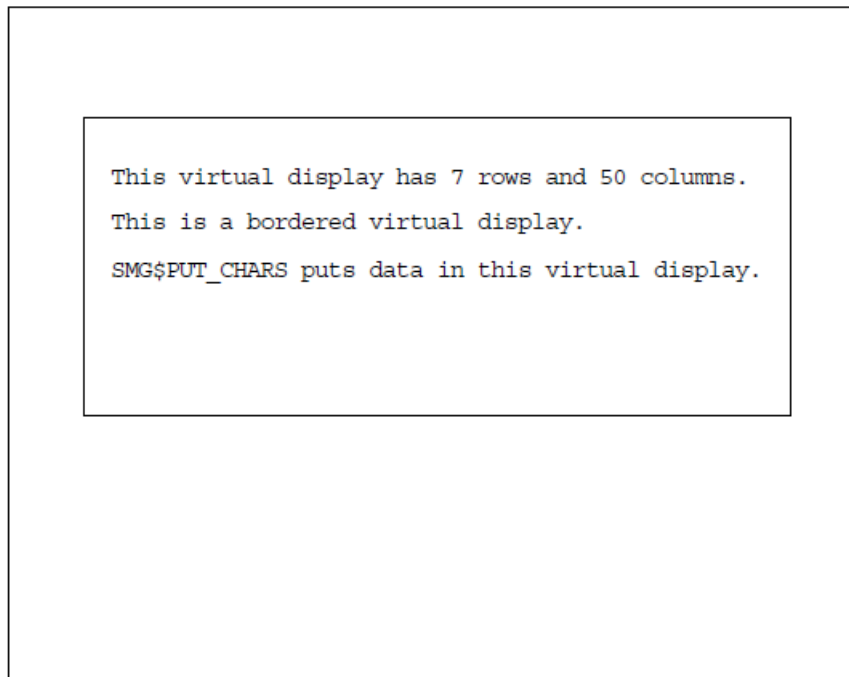 This virtual display has 7 rows and 50 columns.
This is a bordered virtual display.
SMG$PUT_CHARS puts data in this virtual display.